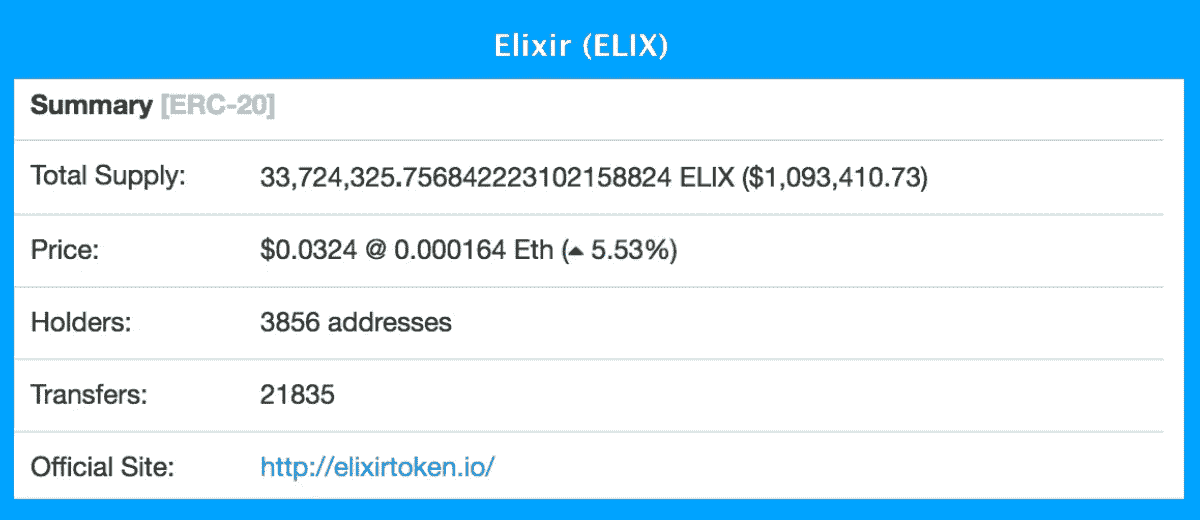 Elixir (ELIX)
Summary [ERC-20]
Total Supply: 33,724,325.756842223102158824 ELIX ($1,093,410.73)
Price: $0.0324 @ 0.000164 Eth (▲ 5.53%)
Holders: 3856 addresses
Transfers: 21835
Official Site: http://elixirtoken.io/